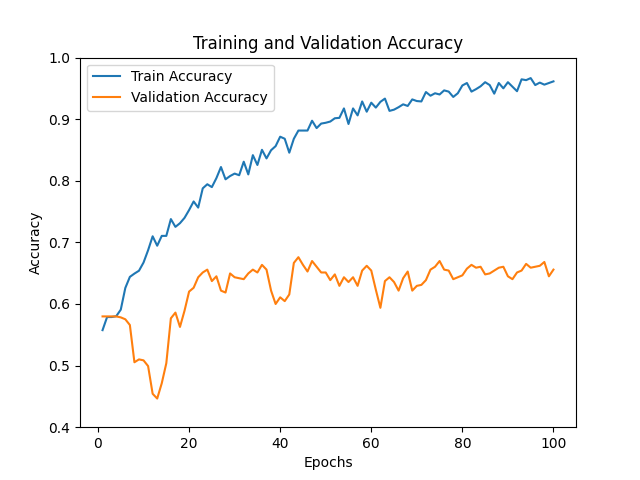 Training and Validation Accuracy
Train Accuracy
Validation Accuracy
1.0
0.9
0.8
0.7
0.6
0.5
0.4
Accuracy
0 20 40 60 80 100
Epochs